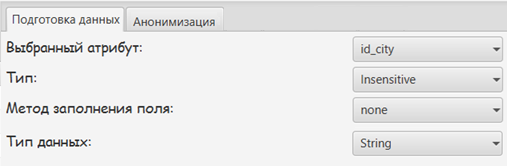 Подготовка данных Анонимизация
Выбранный атрибут: id_city
Тип: Insensitive
Метод заполнения поля: none
Тип данных: String